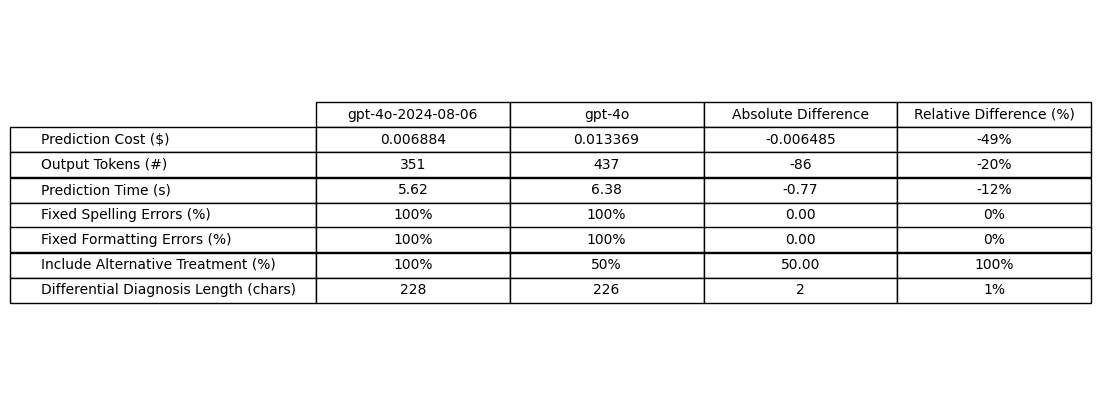 gpt-4o-2024-08-06 gpt-4o Absolute Difference Relative Difference (%)
Prediction Cost ($) 0.006884 0.013369 -0.006485 -49%
Output Tokens (#) 351 437 -86 -20%
Prediction Time (s) 5.62 6.38 -0.77 -12%
Fixed Spelling Errors (%) 100% 100% 0.00 0%
Fixed Formatting Errors (%) 100% 100% 0.00 0%
Include Alternative Treatment (%) 100% 50% 50.00 100%
Differential Diagnosis Length (chars) 228 226 2 1%